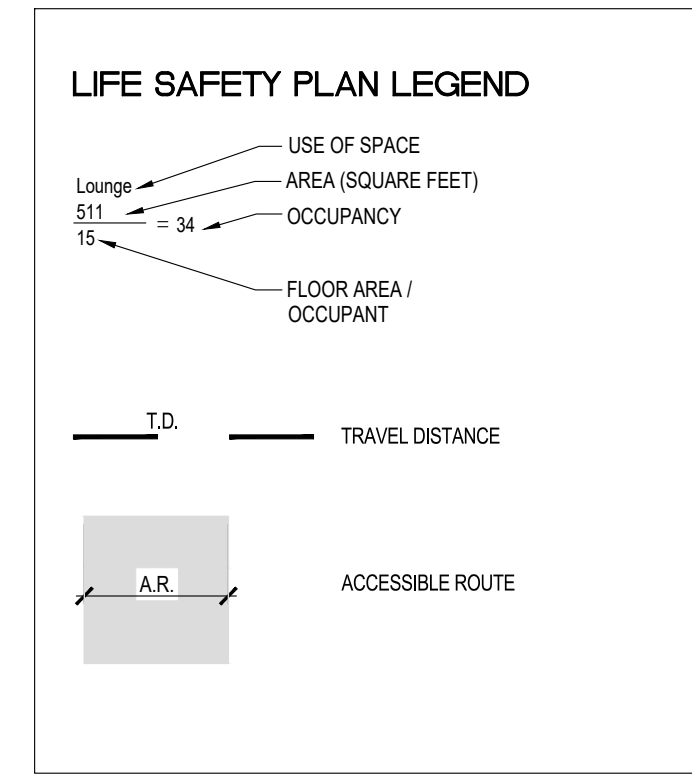 LIFE SAFETY PLAN LEGEND
USE OF SPACE
Lounge
AREA (SQUARE FEET)
511
= 34
OCCUPANCY
15
FLOOR AREA /
OCCUPANT
T.D.
TRAVEL DISTANCE
A.R.
ACCESSIBLE ROUTE